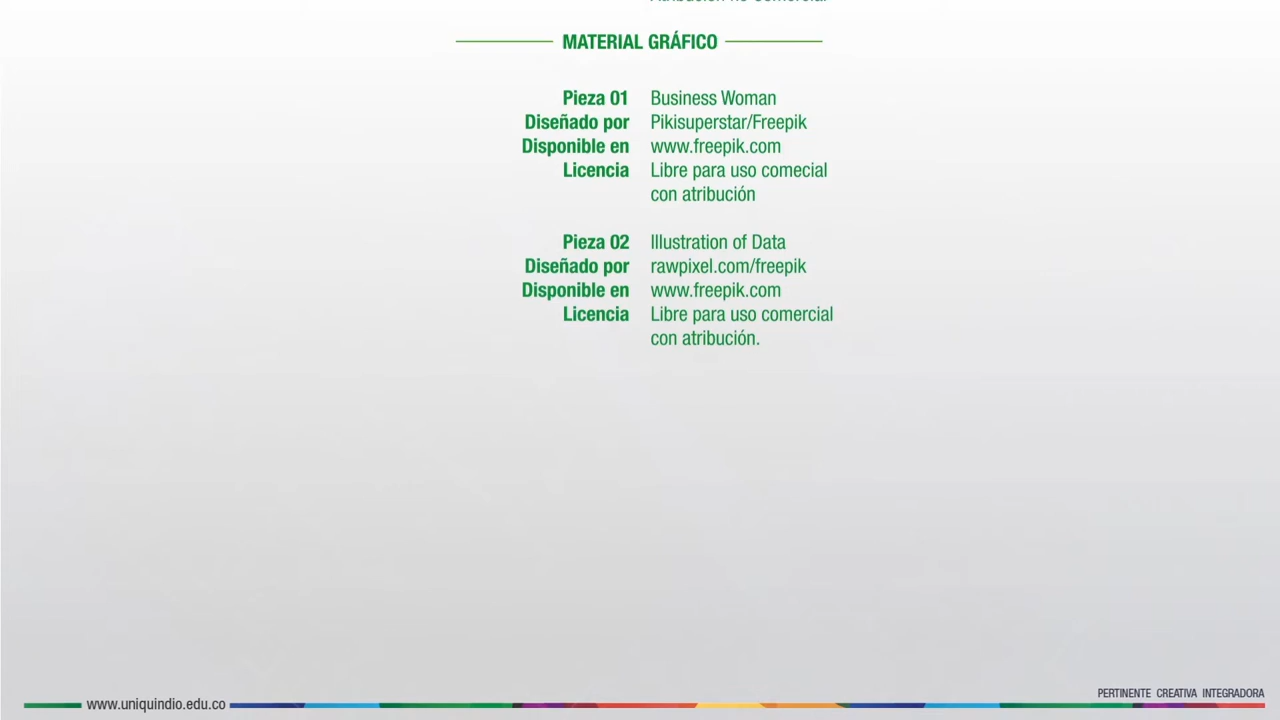 MATERIAL GRÁFICO
Pieza 01 Business Woman
Diseñado por Pikisuperstar/Freepik
Disponible en www.freepik.com
Licencia Libre para uso comecial
con atribución
Pieza 02 Illustration of Data
Diseñado por rawpixel.com/freepik
Disponible en www.freepik.com
Licencia Libre para uso comercial
con atribución.
PERTINENTE CREATIVA INTEGRADORA
www.uniquindio.edu.co